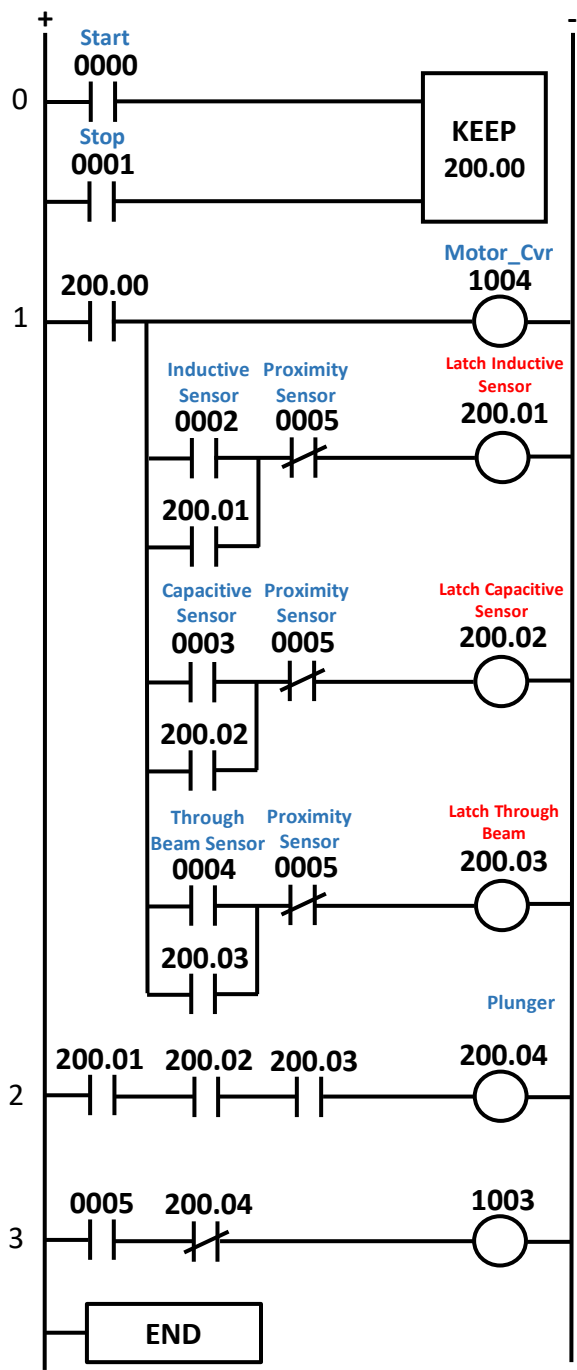 + -
Start
0000
0
Stop
0001
KEEP
200.00
Motor_Cvr
200.00 1004
1
Inductive Proximity Latch Inductive
Sensor Sensor Sensor
0002 0005 200.01
200.01
Capacitive Proximity Latch Capacitive
Sensor Sensor Sensor
0003 0005 200.02
200.02
Through Proximity Latch Through
Beam Sensor Sensor Beam
0004 0005 200.03
200.03
Plunger
200.01 200.02 200.03 200.04
2
0005 200.04 1003
3
END